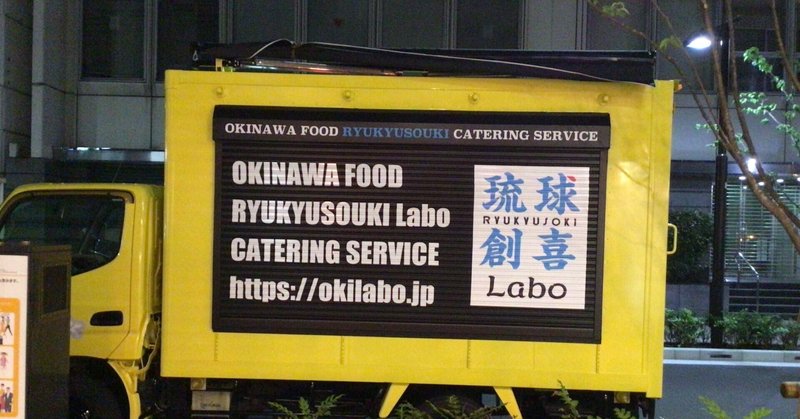 OKINAWA FOOD RYUKYUSOUKI CATERING SERVICE
OKINAWA FOOD
RYUKYUSOUKI Labo
CATERING SERVICE
https://okilabo.jp
琉球
RYUKYUSOKI
創喜
Labo